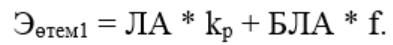 Эөтем1 = ЛА * kр + БЛА * f.